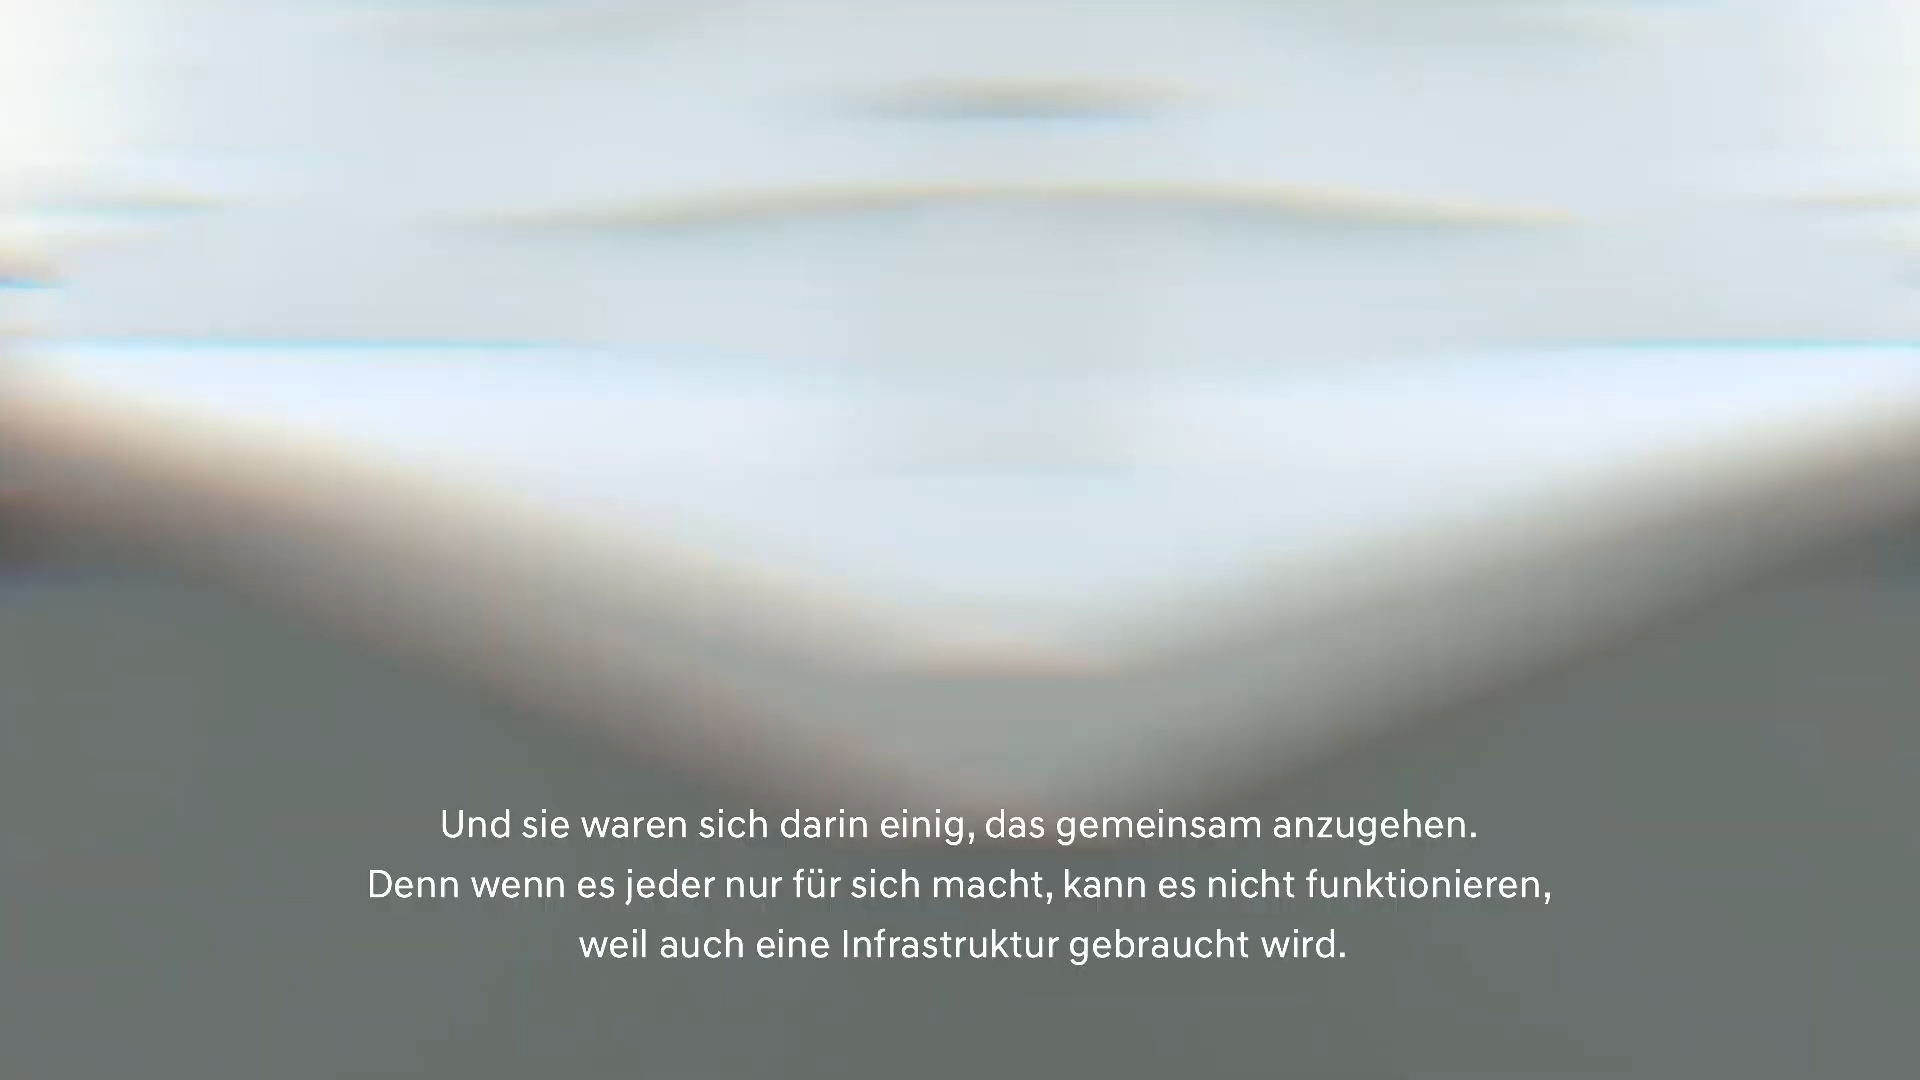 Und sie waren sich darin einig, das gemeinsam anzugehen.
Denn wenn es jeder nur für sich macht, kann es nicht funktionieren,
weil auch eine Infrastruktur gebraucht wird.